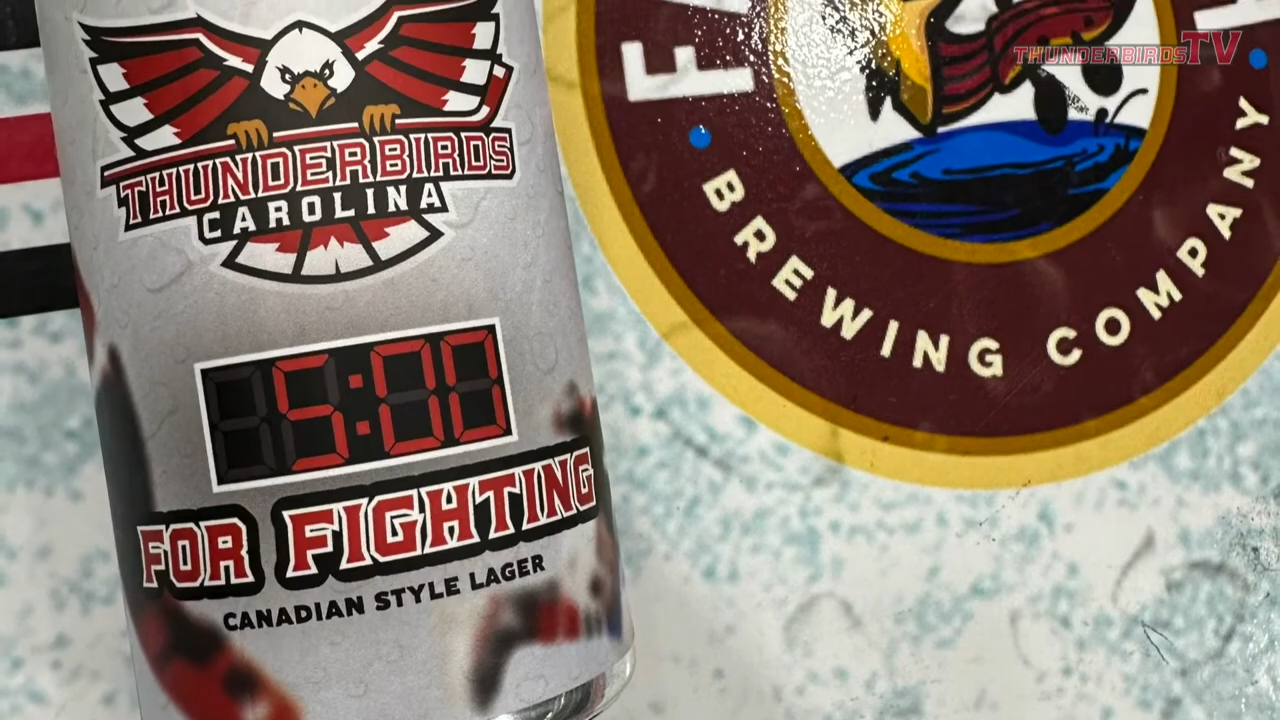 THUNDERBIRDS
CAROLINA
5:00
FOR FIGHTING
CANADIAN STYLE LAGER
BREWING COMPANY
THUNDERBIRDSTV